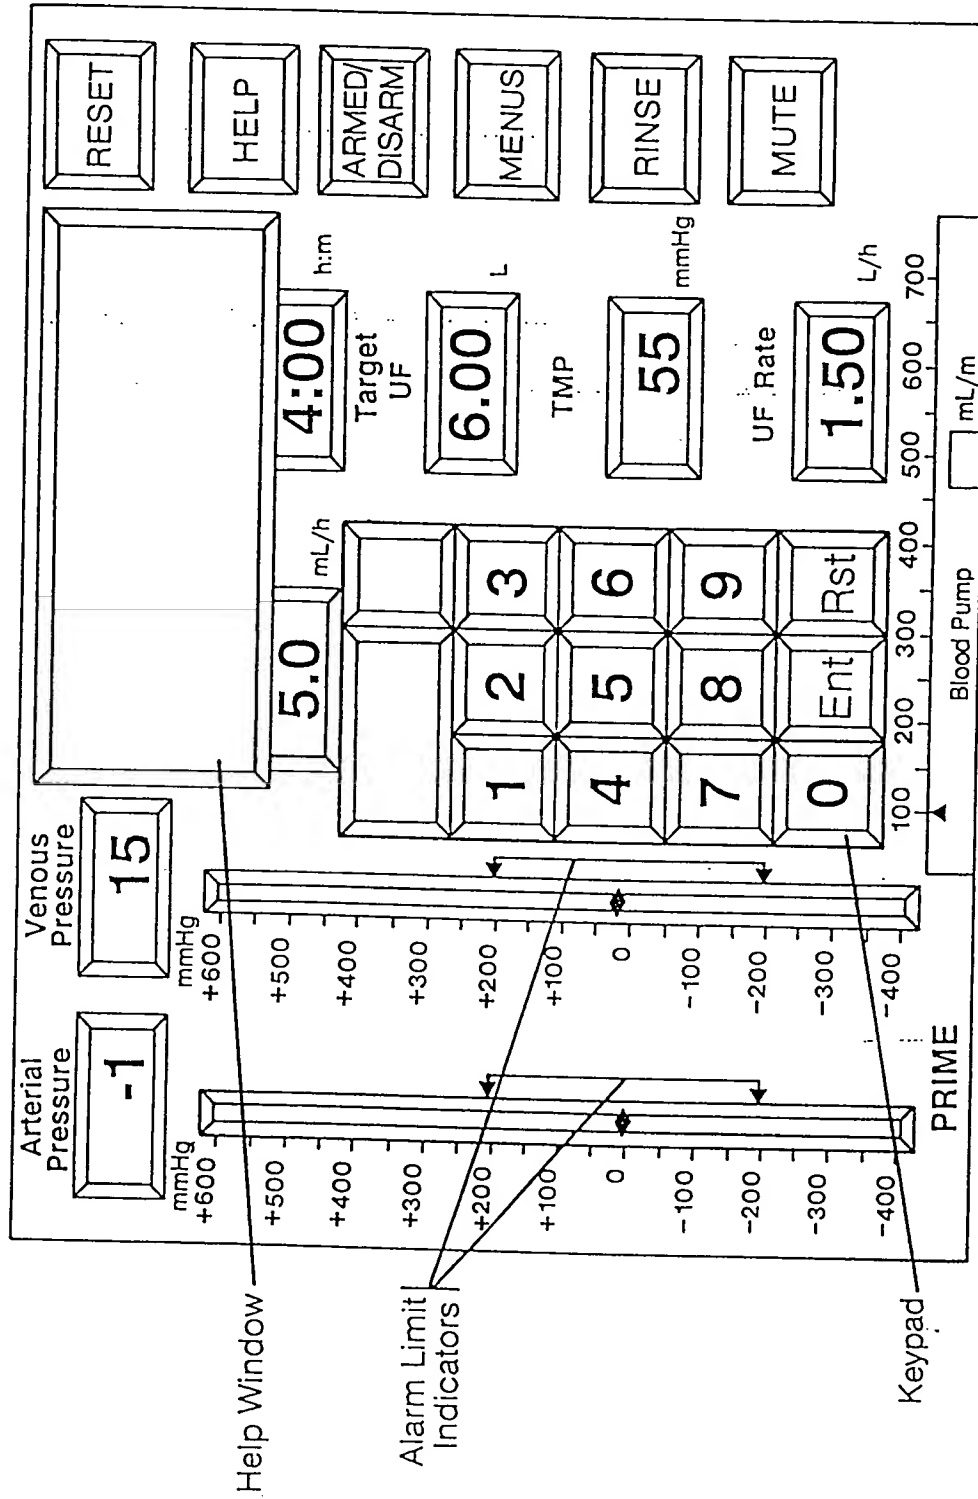 Arterial
Pressure
-1
Venous
Pressure
15
RESET
HELP
ARMED/
DISARM
MENUS
RINSE
MUTE
mmHg
+600
+500
+400
+300
+200
+100
0
-100
-200
-300
-400
mmHg
+600
+500
+400
+300
+200
+100
0
-100
-200
-300
-400
5.0
mL/h
4:00
h:m
Target
UF
6.00
L
TMP
55
mmHg
UF Rate
1.50
L/h
1 2 3
4 5 6
7 8 9
0 Ent Rst
100 200 300 400 500 600 700
Blood Pump
mL/m
PRIME
Help Window
Alarm Limit
Indicators
Keypad